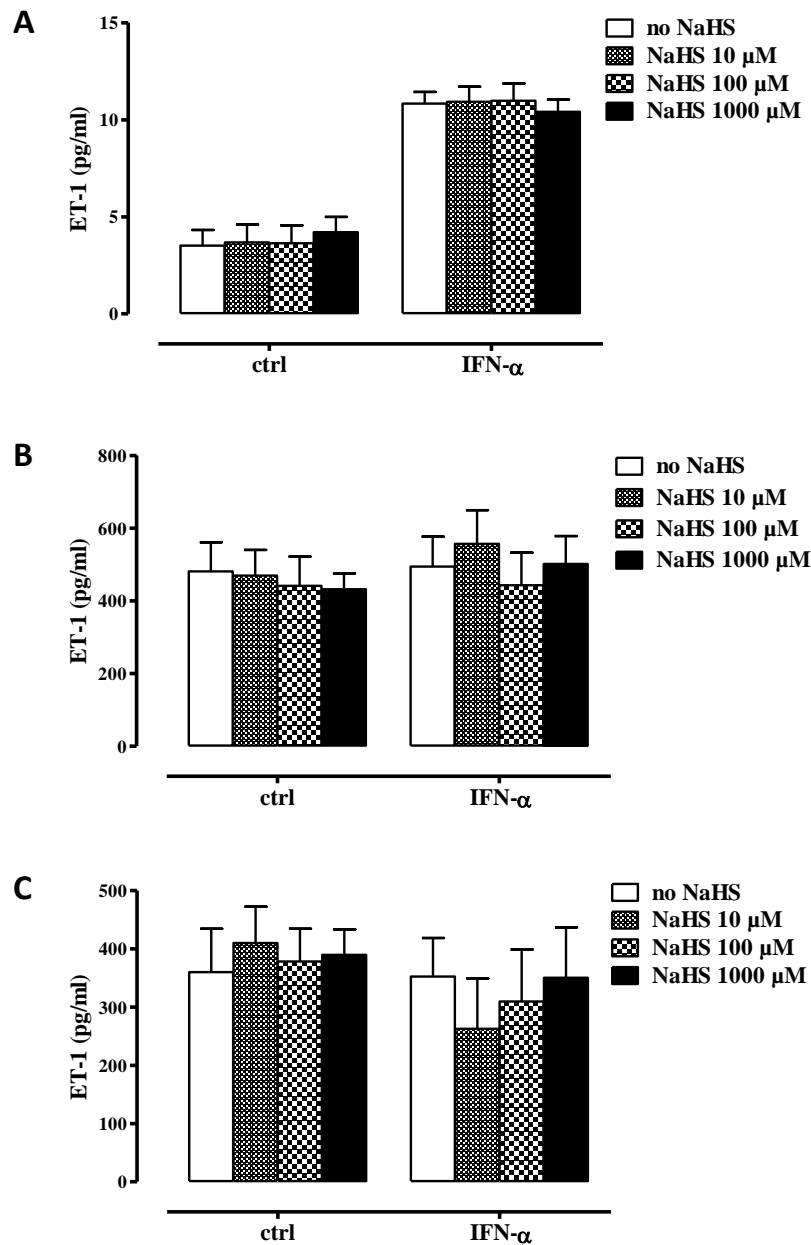 A
ET-1 (pg/ml)
15
10
5
0
no NaHS
NaHS 10 µM
NaHS 100 µM
NaHS 1000 µM
ctrl
IFN-α
B
ET-1 (pg/ml)
800
600
400
200
0
no NaHS
NaHS 10 µM
NaHS 100 µM
NaHS 1000 µM
ctrl
IFN-α
C
ET-1 (pg/ml)
500
400
300
200
100
0
no NaHS
NaHS 10 µM
NaHS 100 µM
NaHS 1000 µM
ctrl
IFN-α